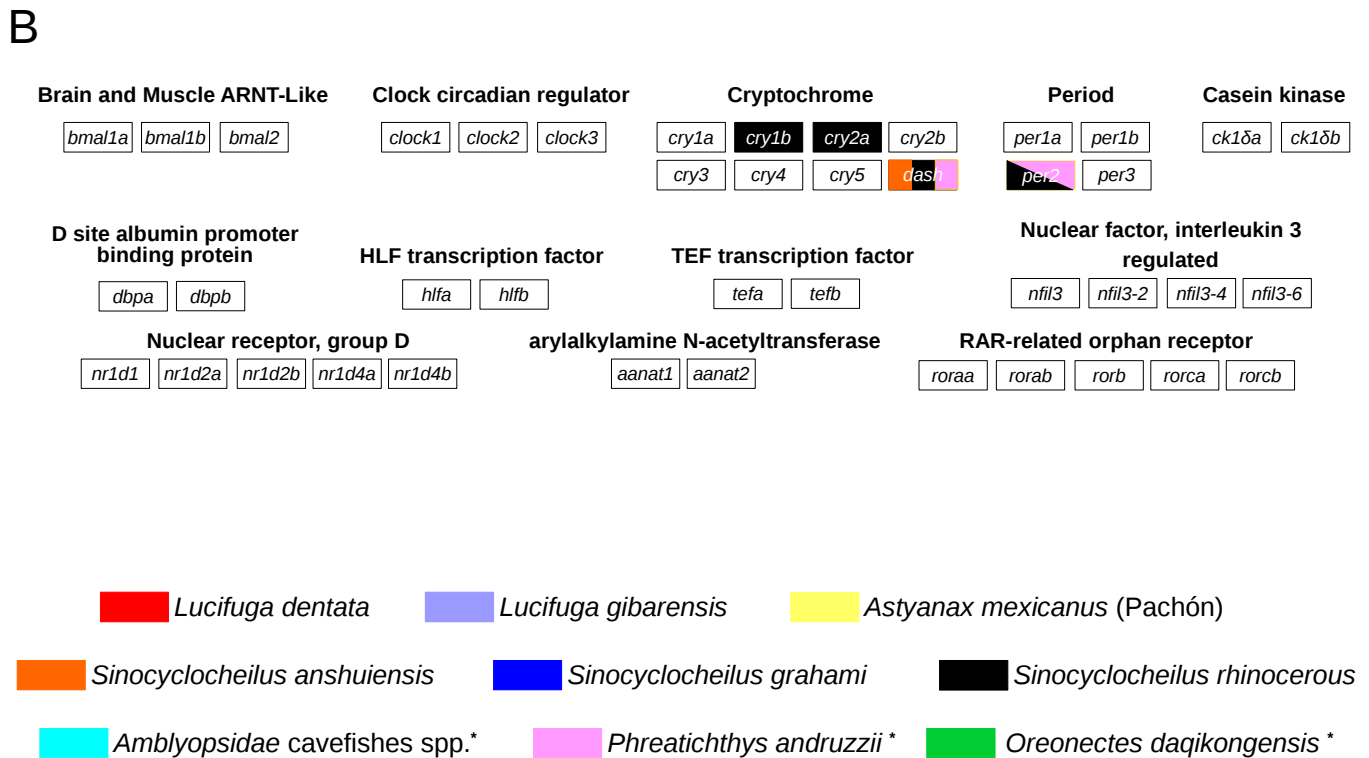 B
Brain and Muscle ARNT-Like Clock circadian regulator Cryptochrome Period Casein kinase
bmal1a bmal1b bmal2 clock1 clock2 clock3 cry1a cry1b cry2a cry2b per1a per1b ck1δa ck1δb
cry3 cry4 cry5 dash per2 per3
D site albumin promoter
binding protein
HLF transcription factor
TEF transcription factor
Nuclear factor, interleukin 3
regulated
dbpa dbpb hlfa hlfb tefa tefb nfil3 nfil3-2 nfil3-4 nfil3-6
Nuclear receptor, group D arylalkylamine N-acetyltransferase RAR-related orphan receptor
nr1d1 nr1d2a nr1d2b nr1d4a nr1d4b aanat1 aanat2 roraa rorab rorb rorca rorcb
Lucifuga dentata Lucifuga gibarensis Astyanax mexicanus (Pachón)
Sinocyclocheilus anshuiensis Sinocyclocheilus grahami Sinocyclocheilus rhinocerous
Amblyopsidae cavefishes spp.* Phreatichthys andruzzii * Oreonectes daqikongensis *